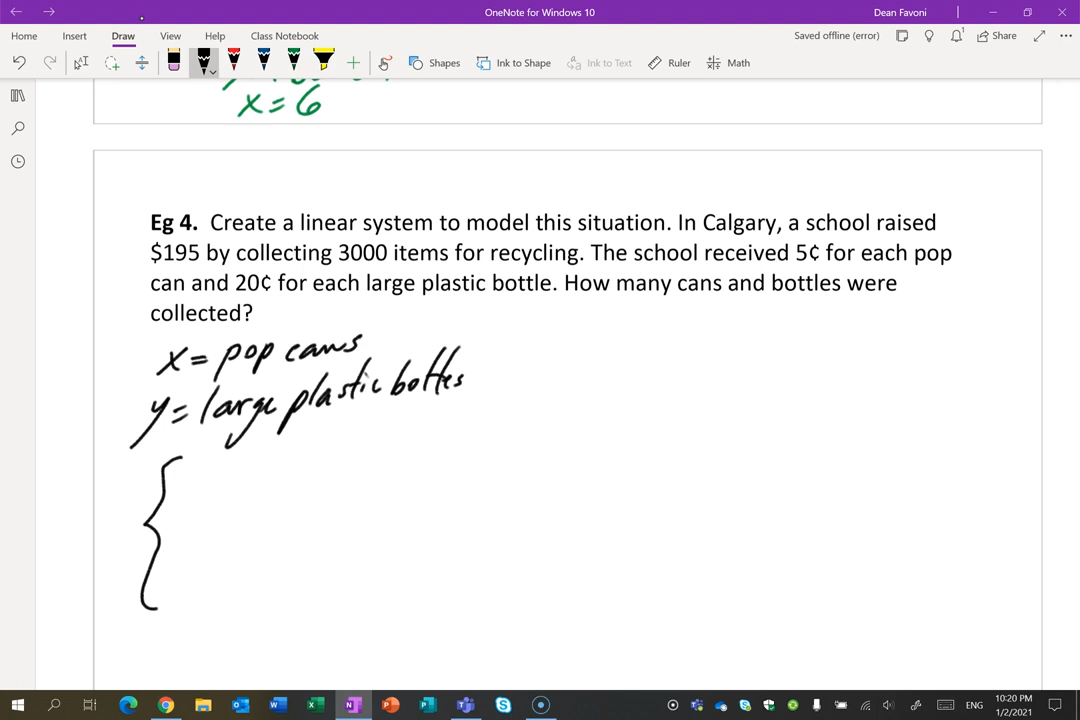 OneNote for Windows 10
Dean Favoni
Home Insert Draw View Help Class Notebook
Saved offline (error)
1
Share
Shapes
Ink to Shape
Ink to Text
Ruler
Math
x = 6
Eg 4. Create a linear system to model this situation. In Calgary, a school raised
$195 by collecting 3000 items for recycling. The school received 5¢ for each pop
can and 20¢ for each large plastic bottle. How many cans and bottles were
collected?
x = pop cans
y = large plastic bottes
{
ENG
10:20 PM
1/2/2021